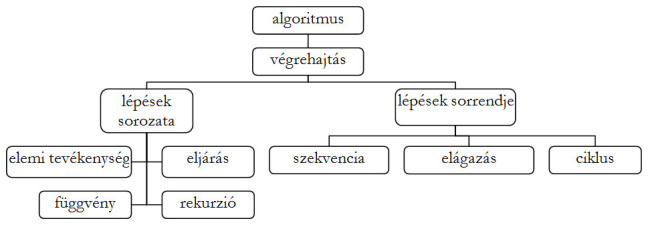 algoritmus
végrehajtás
lépések
sorozata
lépések sorrendje
elemi tevékenység
eljárás
szekvencia
elágazás
ciklus
függvény
rekurzió